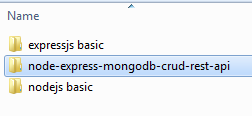 Name
expressjs basic
node-express-mongodb-crud-rest-api
nodejs basic